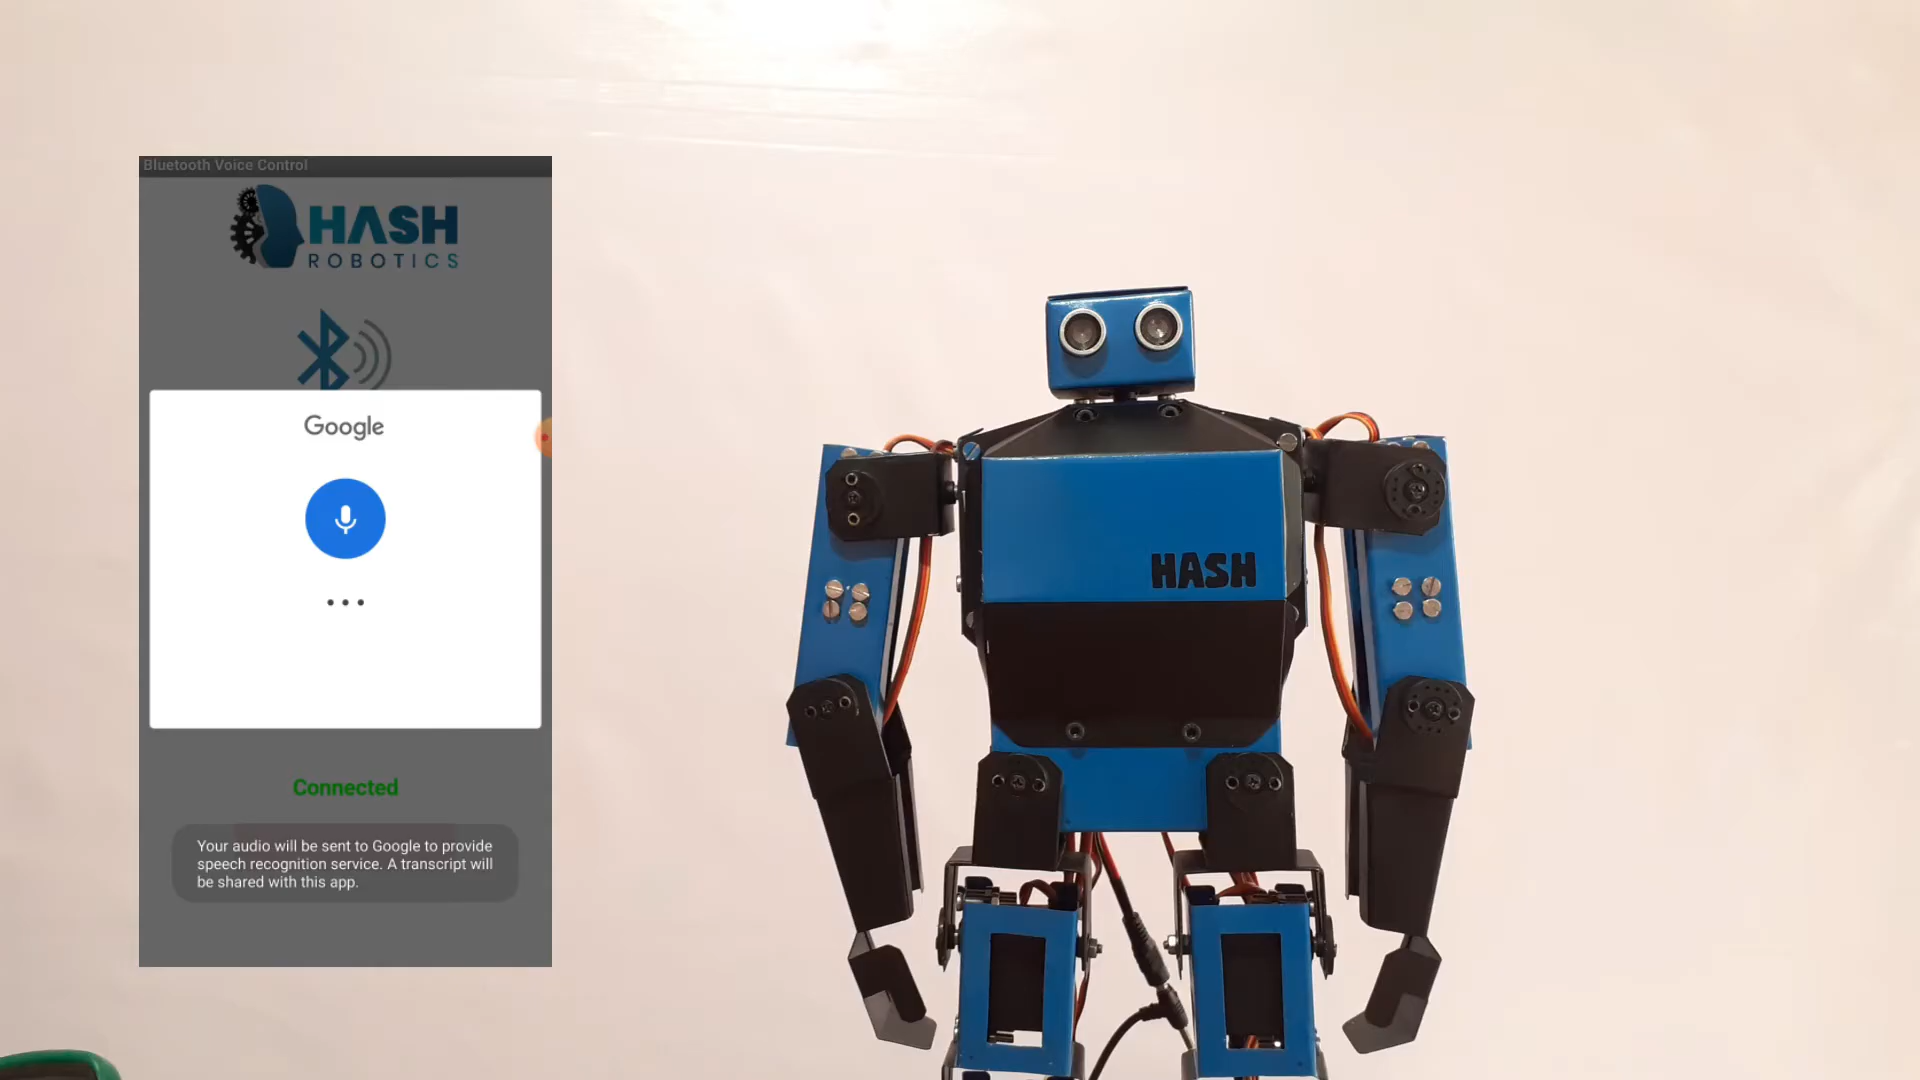 Bluetooth Voice Control
HASH
ROBOTICS
Google
Connected
Your audio will be sent to Google to provide
speech recognition service. A transcript will
be shared with this app.
HASH